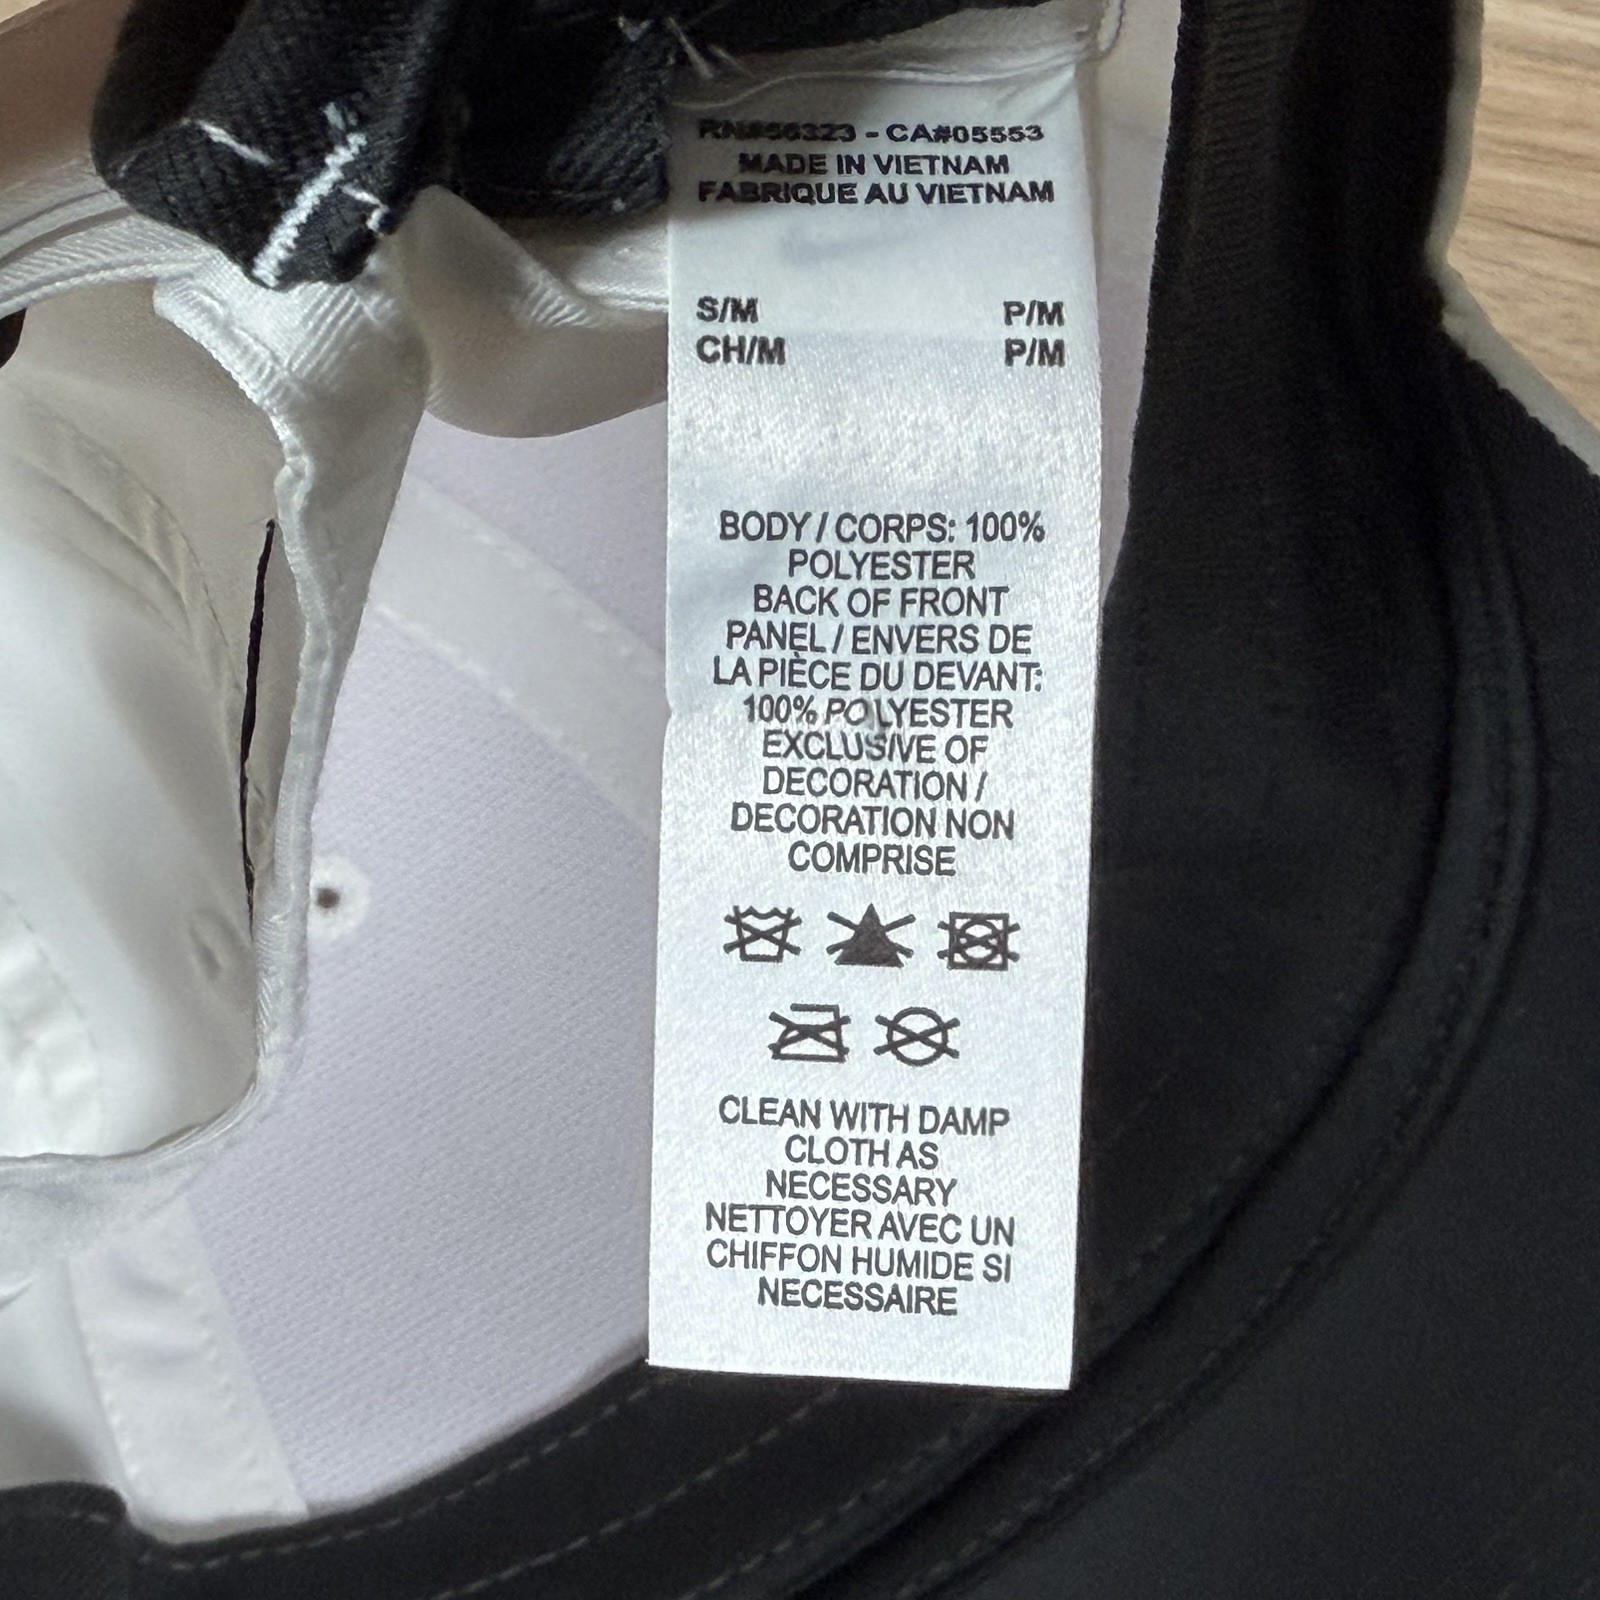 RN#56323 - CA#05553
MADE IN VIETNAM
FABRIQUE AU VIETNAM
S/M P/M
CH/M P/M
BODY / CORPS: 100%
POLYESTER
BACK OF FRONT
PANEL / ENVERS DE
LA PIÈCE DU DEVANT:
100% POLYESTER
EXCLUSIVE OF
DECORATION /
DECORATION NON
COMPRISE
CLEAN WITH DAMP
CLOTH AS
NECESSARY
NETTOYER AVEC UN
CHIFFON HUMIDE SI
NECESSAIRE